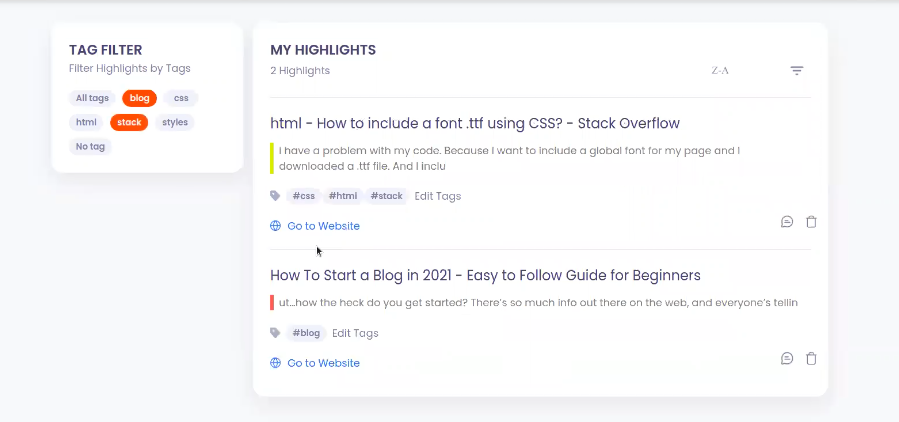 TAG FILTER
Filter Highlights by Tags
All tags blog css
html stack styles
No tag
MY HIGHLIGHTS
2 Highlights
Z-A
html - How to include a font .ttf using CSS? - Stack Overflow
I have a problem with my code. Because I want to include a global font for my page and I
downloaded a .ttf file. And I inclu
#css #html #stack Edit Tags
Go to Website
How To Start a Blog in 2021 - Easy to Follow Guide for Beginners
ut...how the heck do you get started? There's so much info out there on the web, and everyone's tellin
#blog Edit Tags
Go to Website